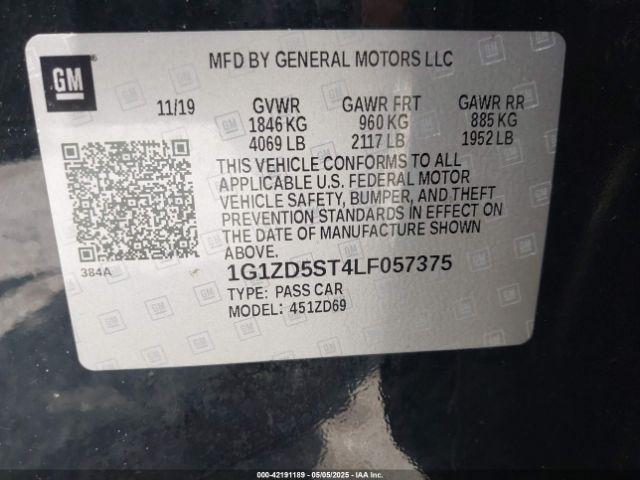 GM
MFD BY GENERAL MOTORS LLC
11/19 GVWR GAWR FRT GAWR RR
1846 KG 960 KG 885 KG
4069 LB 2117 LB 1952 LB
THIS VEHICLE CONFORMS TO ALL
APPLICABLE U.S. FEDERAL MOTOR
VEHICLE SAFETY, BUMPER, AND THEFT
PREVENTION STANDARDS IN EFFECT ON
THE DATE OF MANUFACTURE SHOWN
ABOVE.
384A
1G1ZD5ST4LF057375
TYPE: PASS CAR
MODEL: 451ZD69
000-42191189 - 05/05/2025 - IAAI.COM